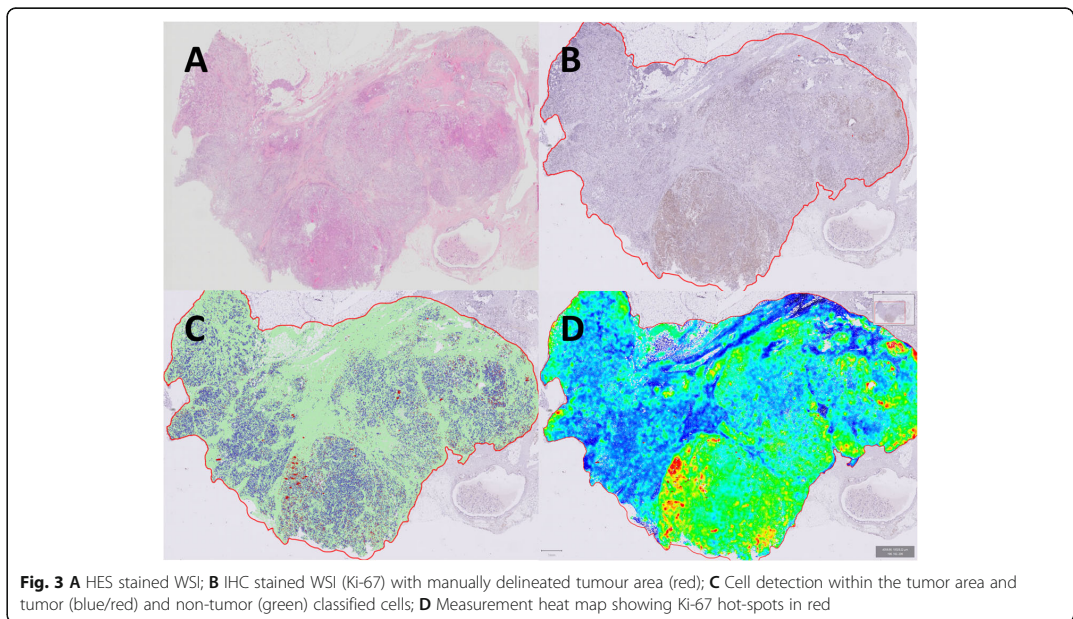 A
B
C
D
Fig. 3 A HES stained WSI; B IHC stained WSI (Ki-67) with manually delineated tumour area (red); C Cell detection within the tumor area and
tumor (blue/red) and non-tumor (green) classified cells; D Measurement heat map showing Ki-67 hot-spots in red